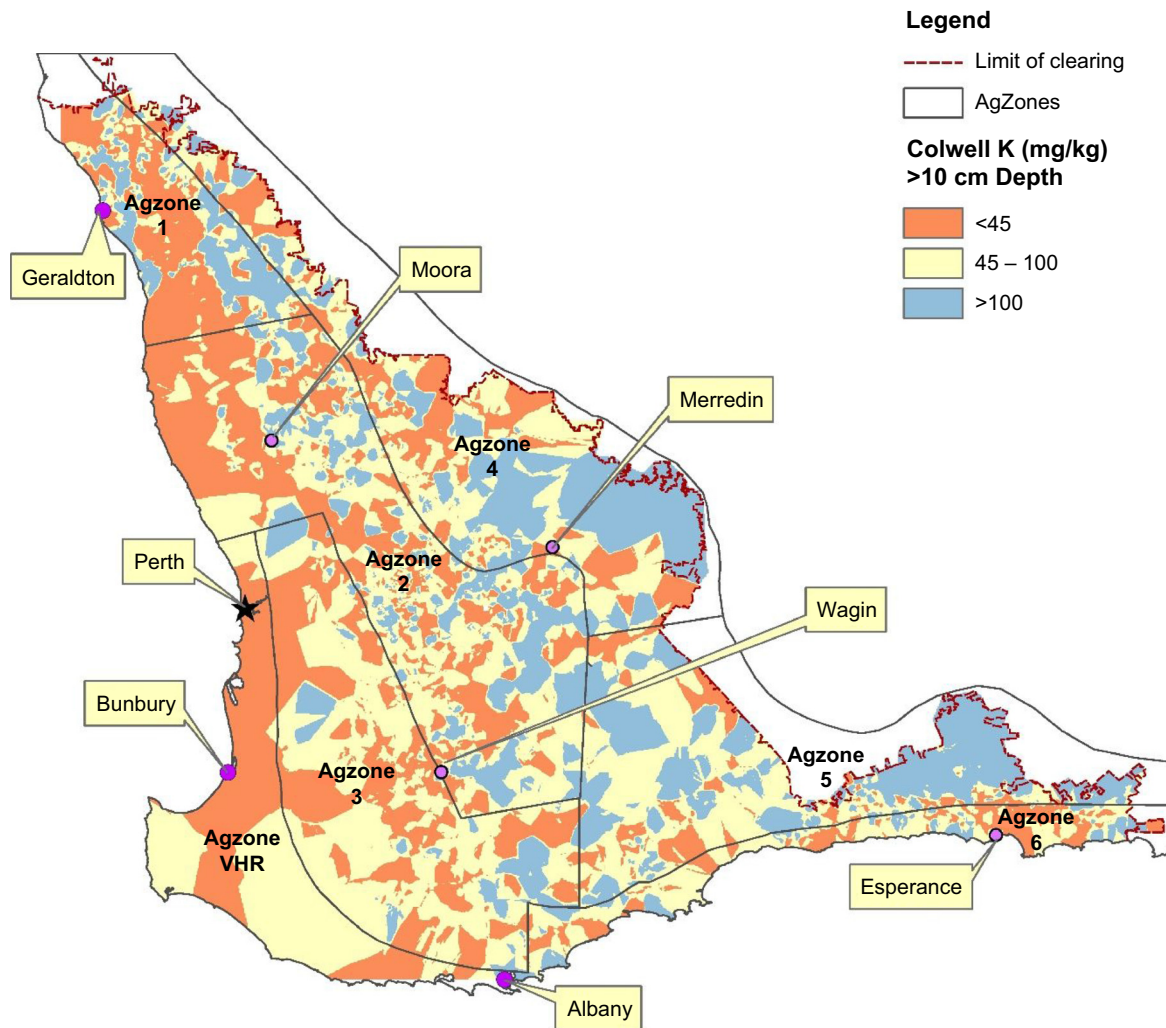 Legend
Limit of clearing
AgZones
Colwell K (mg/kg)
>10 cm Depth
<45
45 – 100
>100
Agzone
1
Geraldton
Moora
Merredin
Agzone
4
Perth
Agzone
2
Wagin
Bunbury
Agzone
3
Agzone
5
Agzone
VHR
Agzone
6
Esperance
Albany